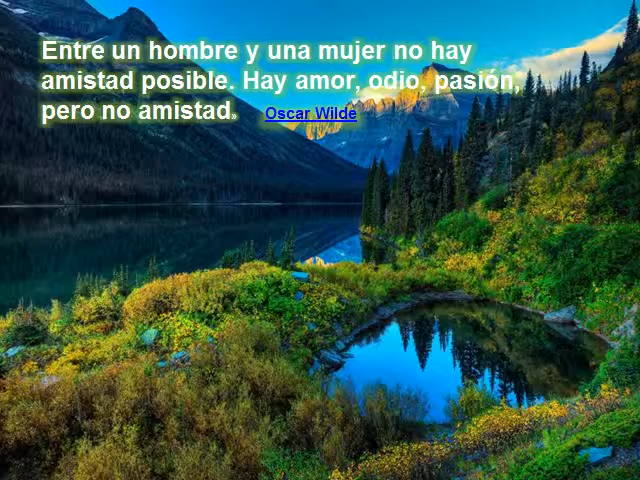 Entre un hombre y una mujer no hay
amistad posible. Hay amor, odio, pasión,
pero no amistad. Oscar Wilde